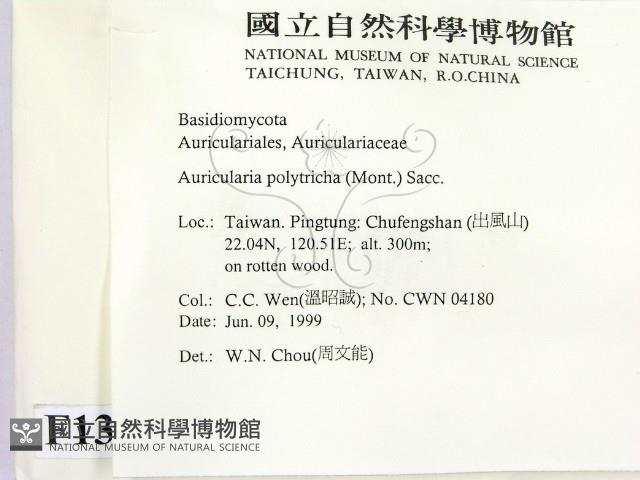 國立自然科學博物館
NATIONAL MUSEUM OF NATURAL SCIENCE
TAICHUNG, TAIWAN, R.O.CHINA
Basidiomycota
Auriculariales, Auriculariaceae
Auricularia polytricha (Mont.) Sacc.
Loc.: Taiwan. Pingtung: Chufengshan (出風山)
22.04N, 120.51E; alt. 300m;
on rotten wood.
Col.: C.C. Wen(溫昭誠); No. CWN 04180
Date: Jun. 09, 1999
Det.: W.N. Chou(周文能)
F13
國立自然科學博物館
NATIONAL MUSEUM OF NATURAL SCIENCE